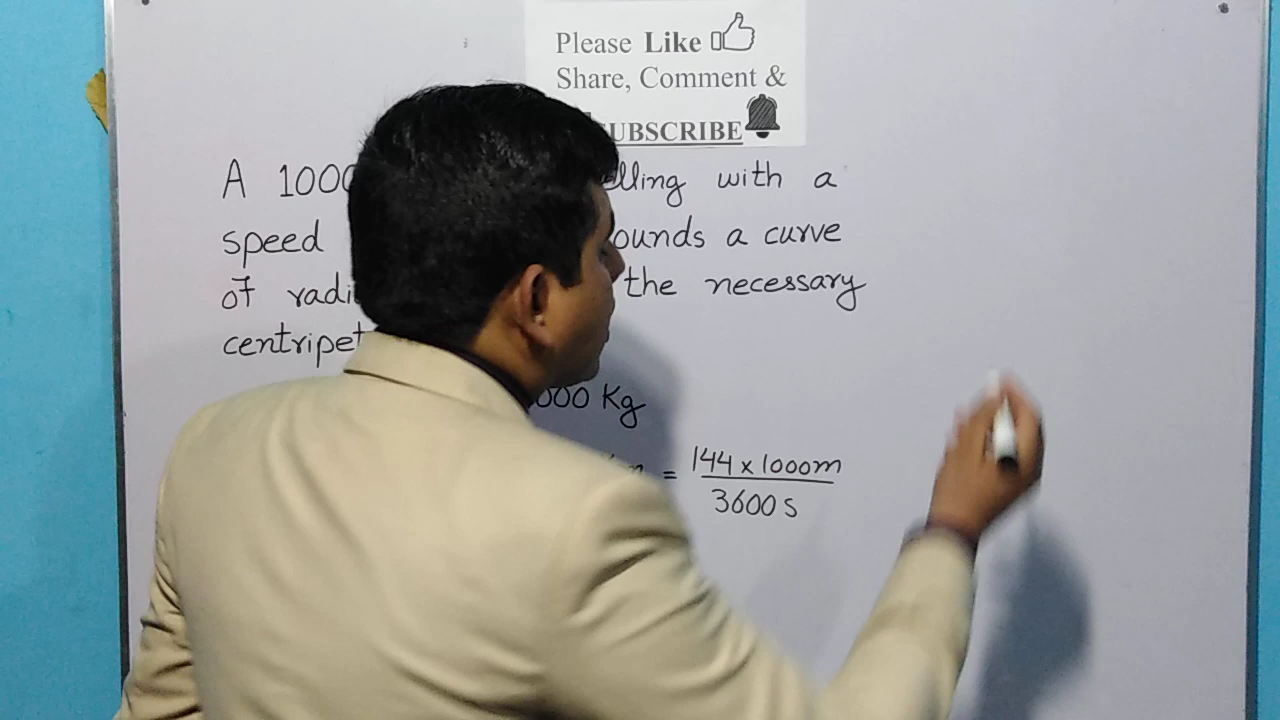 Please Like
Share, Comment &
SUBSCRIBE
A 1000 elling with a
speed ounds a curve
of radi the necessary
centripet
000 Kg
= 144 x 1000m
3600 s